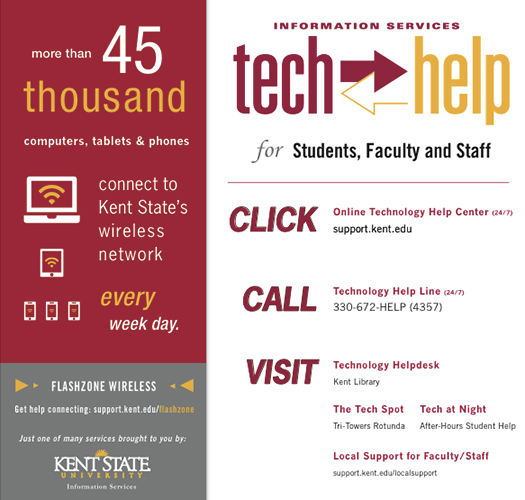 more than 45
thousand
computers, tablets & phones
connect to
Kent State's
wireless
network
every
week day.
FLASHZONE WIRELESS
Get help connecting: support.kent.edu/flashzone
Just one of many services brought to you by:
KENT STATE
UNIVERSITY
Information Services
INFORMATION SERVICES
tech help
for Students, Faculty and Staff
CLICK
Online Technology Help Center (24/7)
support.kent.edu
CALL
Technology Help Line (24/7)
330-672-HELP (4357)
VISIT
Technology Helpdesk
Kent Library
The Tech Spot
Tri-Towers Rotunda
Tech at Night
After-Hours Student Help
Local Support for Faculty/Staff
support.kent.edu/localsupport